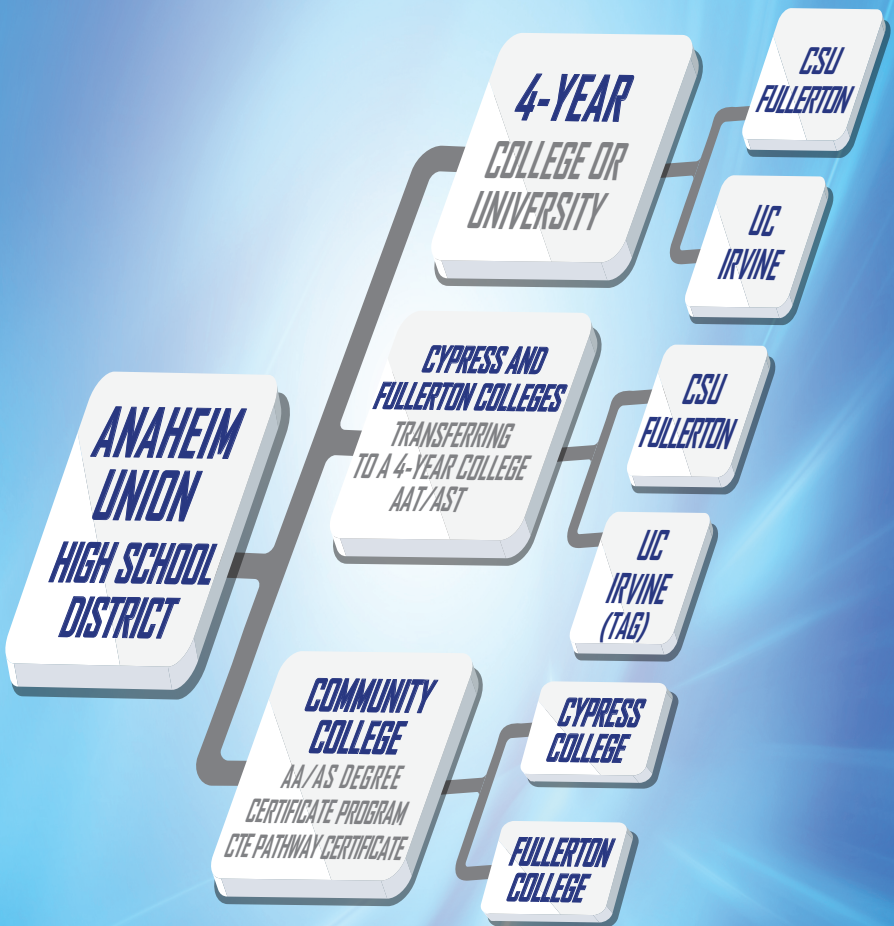 ANAHEIM
UNION
HIGH SCHOOL
DISTRICT
4-YEAR
COLLEGE OR
UNIVERSITY
CSU
FULLERTON
UC
IRVINE
CYPRESS AND
FULLERTON COLLEGES
TRANSFERRING
TO A 4-YEAR COLLEGE
AAT/AST
CSU
FULLERTON
UC
IRVINE
(TAG)
COMMUNITY
COLLEGE
AA/AS DEGREE
CERTIFICATE PROGRAM
CTE PATHWAY CERTIFICATE
CYPRESS
COLLEGE
FULLERTON
COLLEGE